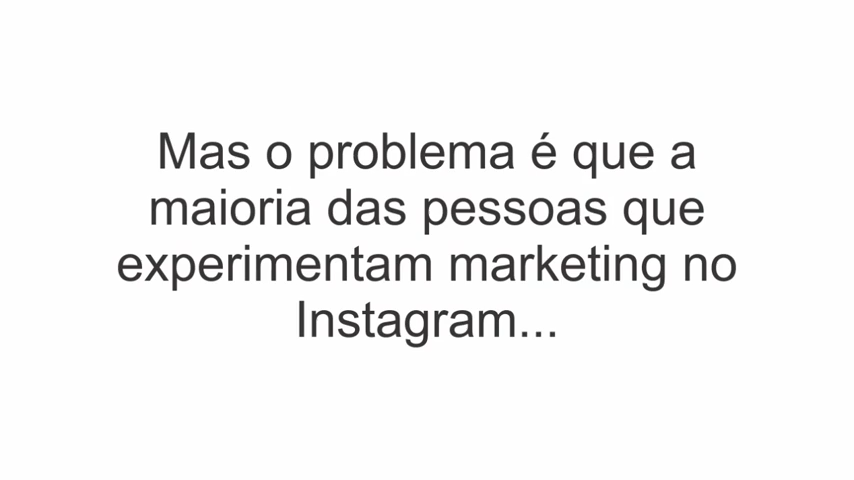 Mas o problema é que a
maioria das pessoas que
experimentam marketing no
Instagram...